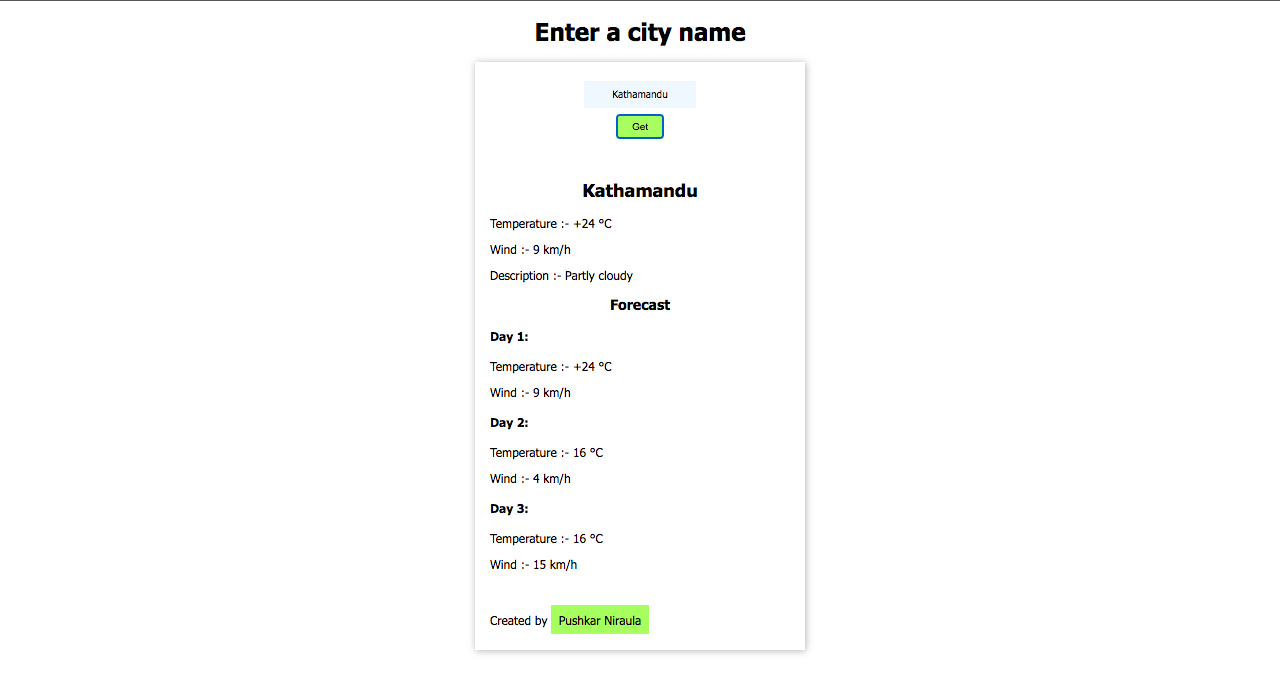 Enter a city name
Kathamandu
Get
Kathamandu
Temperature :- +24 °C
Wind :- 9 km/h
Description :- Partly cloudy
Forecast
Day 1:
Temperature :- +24 °C
Wind :- 9 km/h
Day 2:
Temperature :- 16 °C
Wind :- 4 km/h
Day 3:
Temperature :- 16 °C
Wind :- 15 km/h
Created by Pushkar Niraula